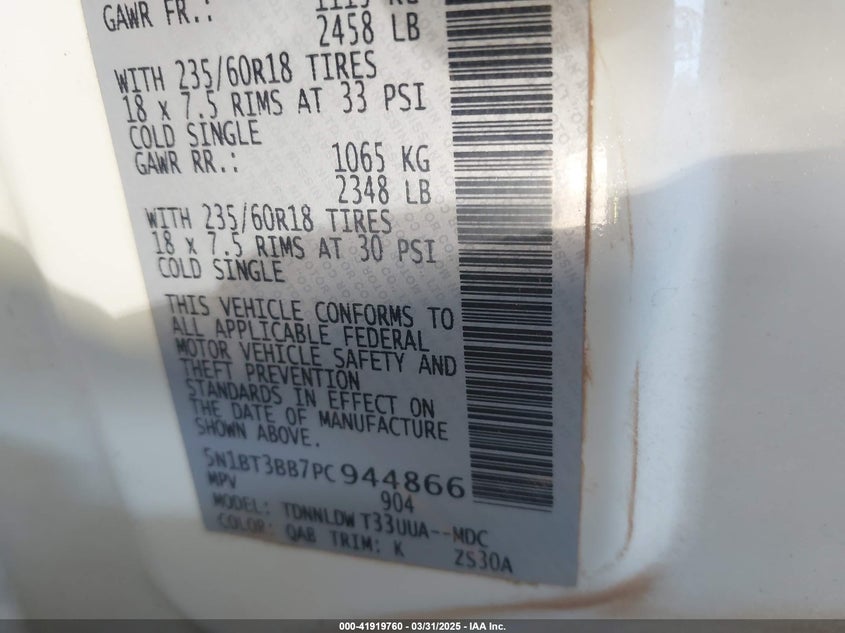 GAWR FR.: 1115 KG
2458 LB
WITH 235/60R18 TIRES
18 x 7.5 RIMS AT 33 PSI
COLD SINGLE
GAWR RR.: 1065 KG
2348 LB
WITH 235/60R18 TIRES
18 x 7.5 RIMS AT 30 PSI
COLD SINGLE
THIS VEHICLE CONFORMS TO
ALL APPLICABLE FEDERAL
MOTOR VEHICLE SAFETY AND
THEFT PREVENTION
STANDARDS IN EFFECT ON
THE DATE OF MANUFACTURE
SHOWN ABOVE.
5N1BT3BB7PC944866
MPV 904
MODEL: TDNNLDW T33UUA--MDC
COLOR: QAB TRIM: K ZS30A
000-41919760 - 03/31/2025 - IAA Inc.